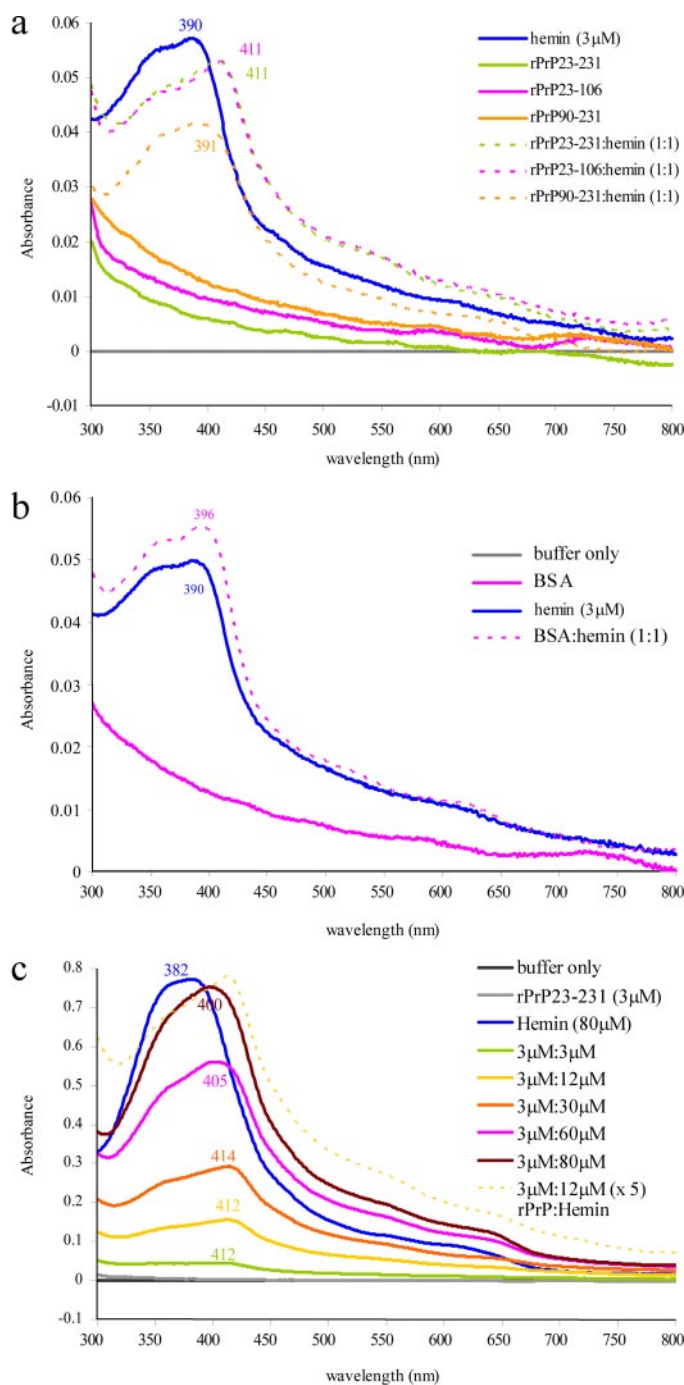 a
0.06
0.05
0.04
0.03
0.02
0.01
0
-0.01
Absorbance
390
411
411
391
hemin (3µM)
rPrP23-231
rPrP23-106
rPrP90-231
rPrP23-231:hemin (1:1)
rPrP23-106:hemin (1:1)
rPrP90-231:hemin (1:1)
300 350 400 450 500 550 600 650 700 750 800
wavelength (nm)
b
0.06
0.05
0.04
0.03
0.02
0.01
0
Absorbance
396
390
buffer only
BSA
hemin (3µM)
BSA:hemin (1:1)
300 350 400 450 500 550 600 650 700 750 800
wavelength (nm)
c
0.8
0.7
0.6
0.5
0.4
0.3
0.2
0.1
0
-0.1
Absorbance
382
400
405
414
412
412
buffer only
rPrP23-231 (3µM)
Hemin (80µM)
3µM:3µM
3µM:12µM
3µM:30µM
3µM:60µM
3µM:80µM
3µM:12µM (x 5)
rPrP:Hemin
300 350 400 450 500 550 600 650 700 750 800
wavelength (nm)